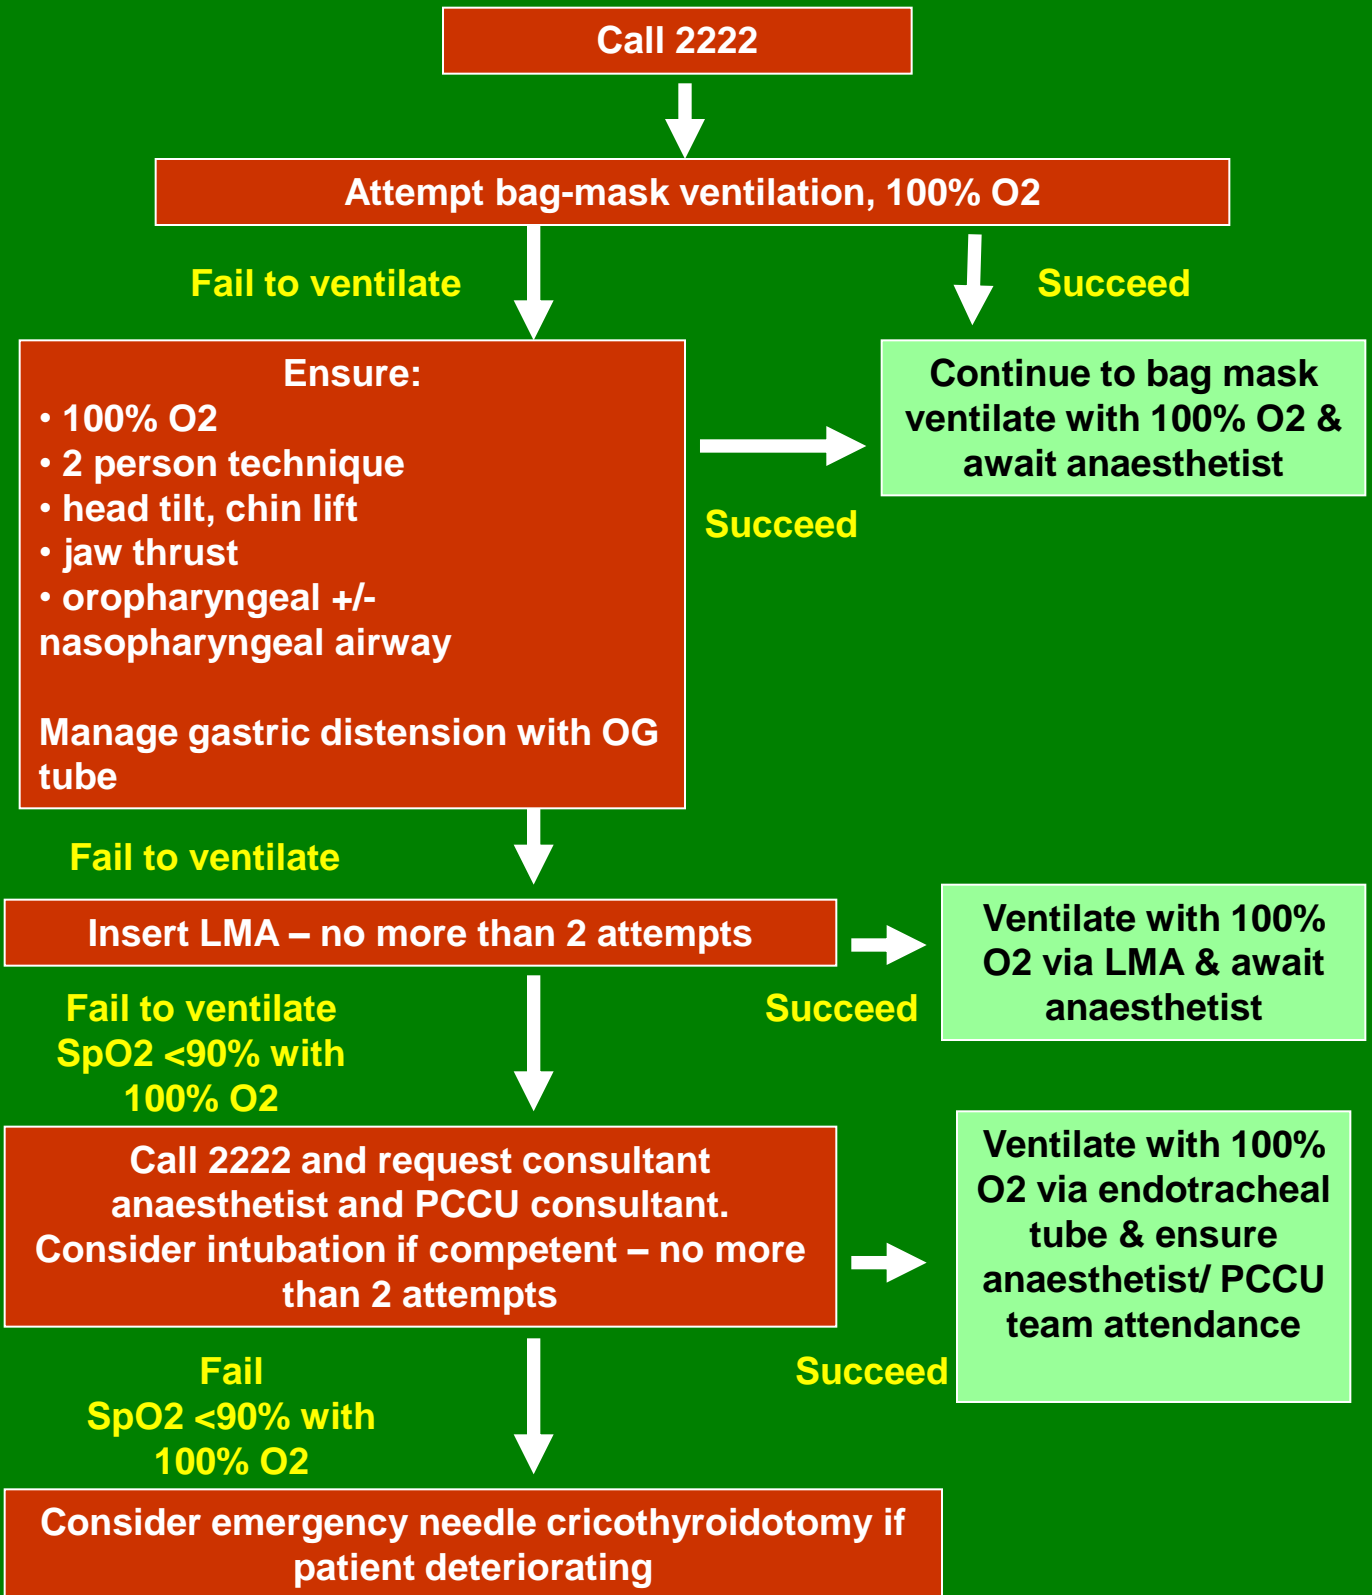 Call 2222
Attempt bag-mask ventilation, 100% O2
Fail to ventilate
Succeed
Ensure:
• 100% O2
• 2 person technique
• head tilt, chin lift
• jaw thrust
• oropharyngeal +/-
nasopharyngeal airway
Manage gastric distension with OG
tube
Continue to bag mask
ventilate with 100% O2 &
await anaesthetist
Succeed
Fail to ventilate
Insert LMA – no more than 2 attempts
Succeed
Ventilate with 100%
O2 via LMA & await
anaesthetist
Fail to ventilate
SpO2 <90% with
100% O2
Call 2222 and request consultant
anaesthetist and PCCU consultant.
Consider intubation if competent – no more
than 2 attempts
Succeed
Ventilate with 100%
O2 via endotracheal
tube & ensure
anaesthetist/ PCCU
team attendance
Fail
SpO2 <90% with
100% O2
Consider emergency needle cricothyroidotomy if
patient deteriorating